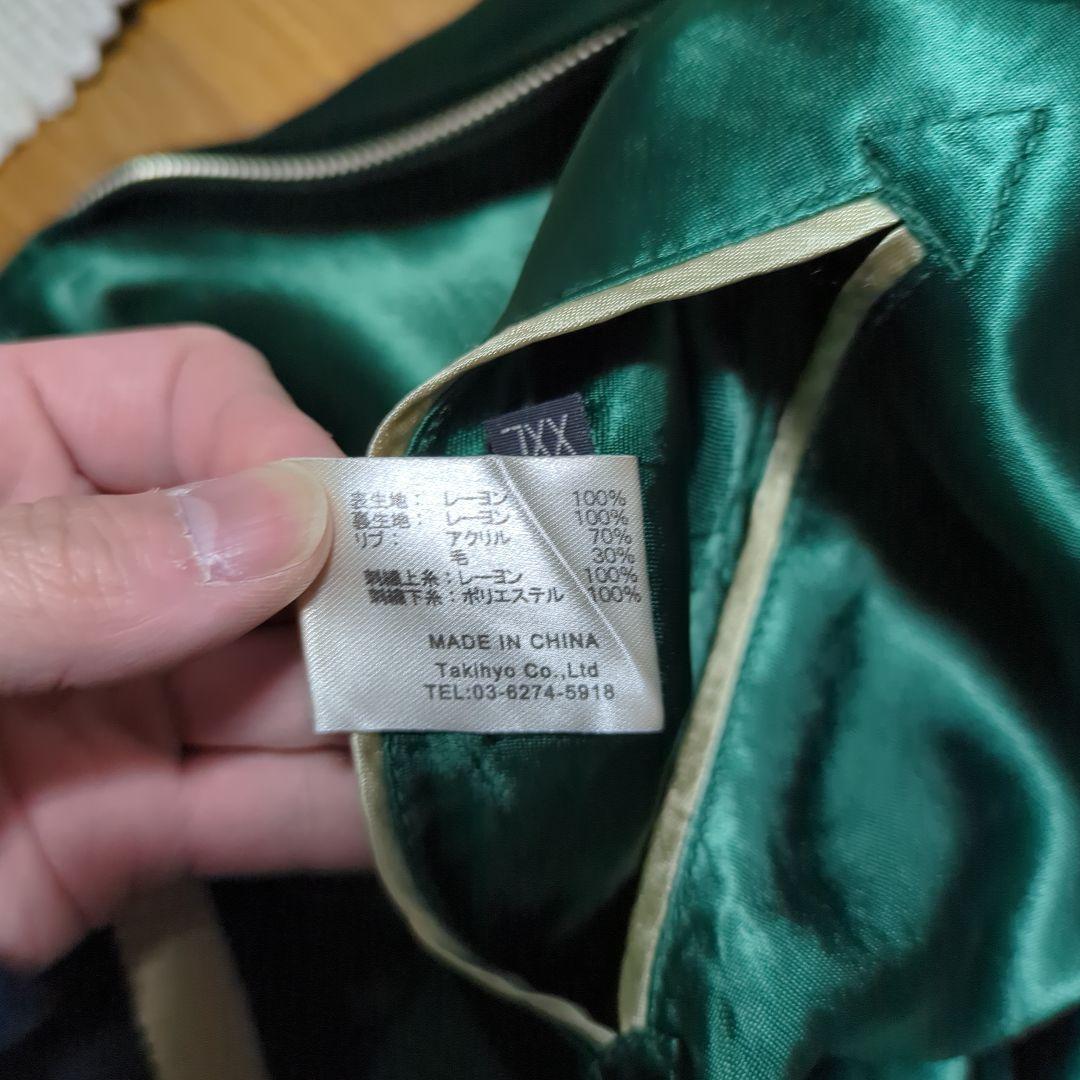 XXL
表生地： レーヨン 100%
裏生地： レーヨン 100%
リブ： アクリル 70%
毛 30%
刺繍上糸：レーヨン 100%
刺繍下糸：ポリエステル 100%
MADE IN CHINA
Takihyo Co.,Ltd
TEL:03-6274-5918